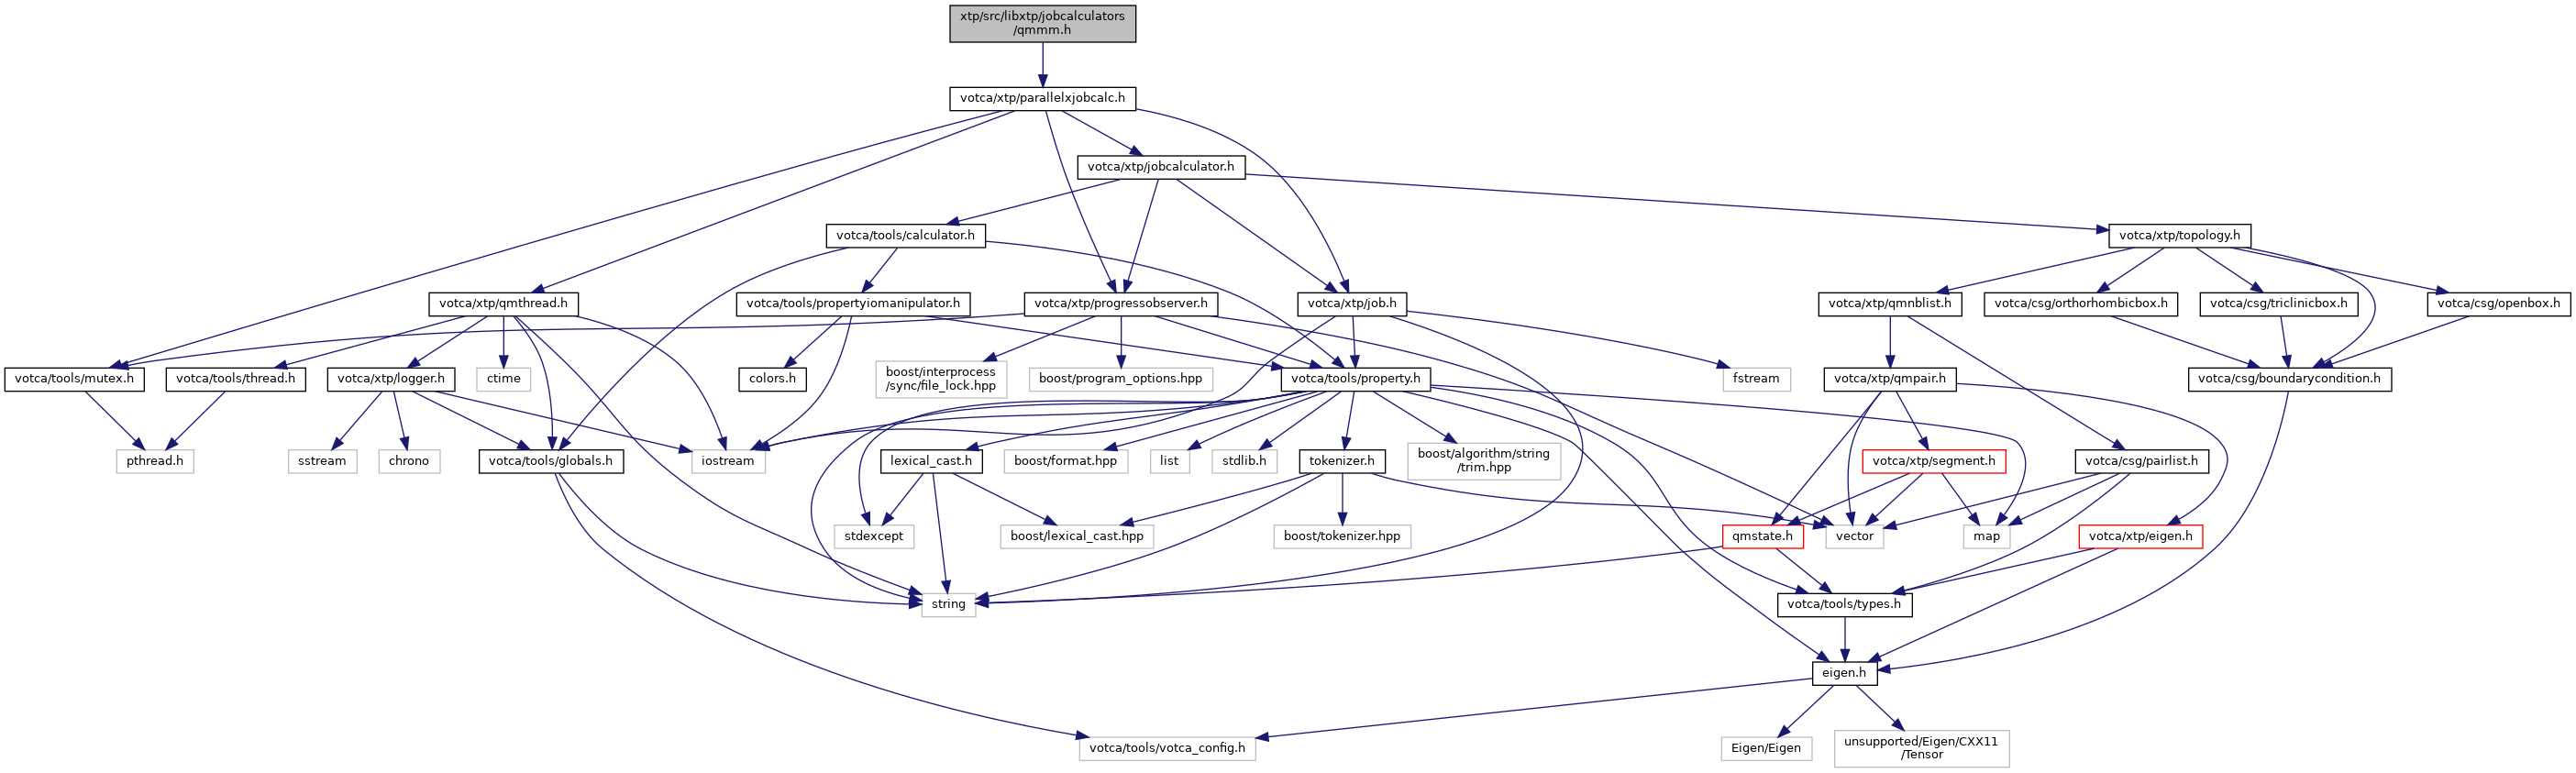 xtp/src/libxtp/jobcalculators
/qmmm.h
votca/xtp/parallelxjobcalc.h
votca/xtp/jobcalculator.h
votca/tools/calculator.h
votca/xtp/topology.h
votca/xtp/qmthread.h
votca/tools/propertyiomanipulator.h
votca/xtp/progressobserver.h
votca/xtp/job.h
votca/xtp/qmnblist.h
votca/csg/orthorhombicbox.h
votca/csg/triclinicbox.h
votca/csg/openbox.h
votca/tools/mutex.h
votca/tools/thread.h
votca/xtp/logger.h
ctime
colors.h
boost/interprocess
/sync/file_lock.hpp
boost/program_options.hpp
votca/tools/property.h
fstream
votca/xtp/qmpair.h
votca/csg/boundarycondition.h
pthread.h
sstream
chrono
votca/tools/globals.h
iostream
lexical_cast.h
boost/format.hpp
list
stdlib.h
tokenizer.h
boost/algorithm/string
/trim.hpp
votca/xtp/segment.h
votca/csg/pairlist.h
stdexcept
boost/lexical_cast.hpp
boost/tokenizer.hpp
qmstate.h
vector
map
votca/xtp/eigen.h
string
votca/tools/types.h
eigen.h
votca/tools/votca_config.h
Eigen/Eigen
unsupported/Eigen/CXX11
/Tensor